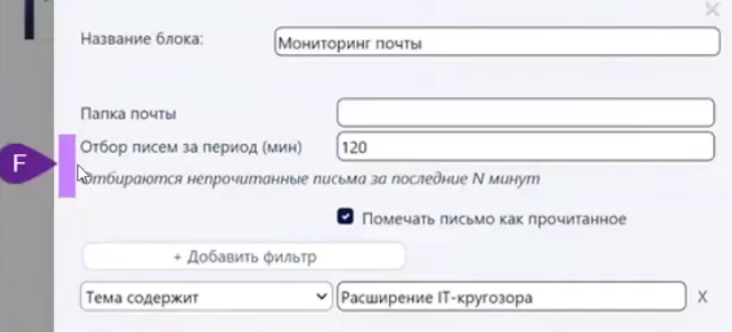 Название блока:
Мониторинг почты
Папка почты
Отбор писем за период (мин)
120
F
Отбираются непрочитанные письма за последние N минут
Помечать письмо как прочитанное
+ Добавить фильтр
Тема содержит
Расширение IT-кругозора
X